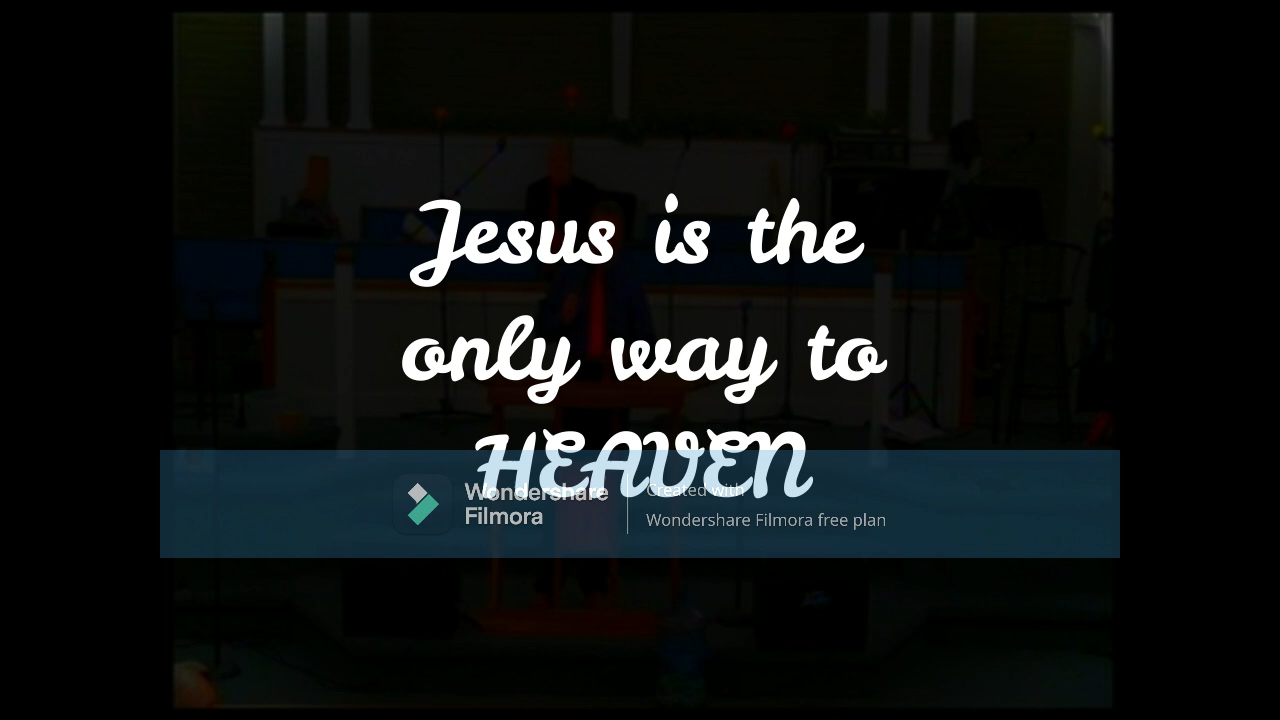 Jesus is the
only way to
HEAVEN
Wondershare
Filmora
Created with
Wondershare Filmora free plan